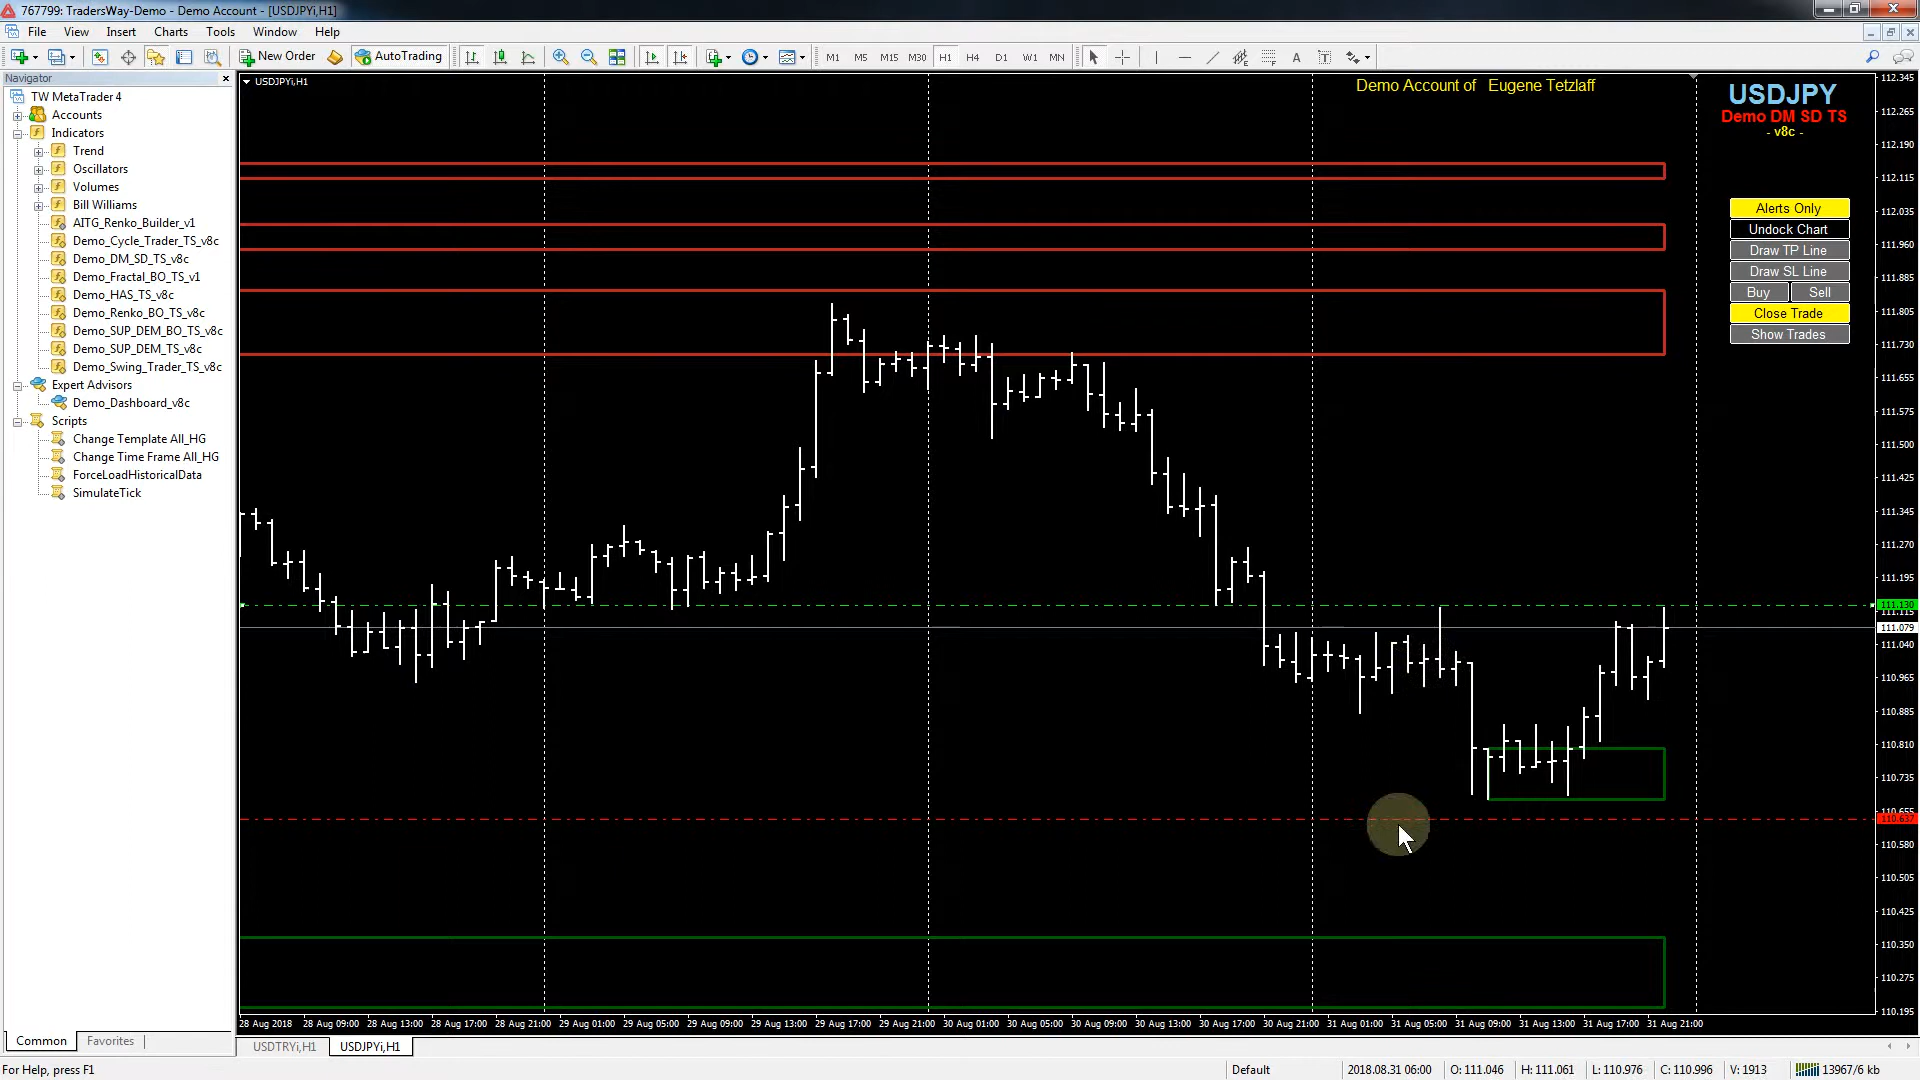 767799: TradersWay-Demo - Demo Account - [USDJPYi,H1]
File View Insert Charts Tools Window Help
New Order AutoTrading M1 M5 M15 M30 H1 H4 D1 W1 MN A T
Navigator
TW MetaTrader 4
Accounts
Indicators
Trend
Oscillators
Volumes
Bill Williams
AITG_Renko_Builder_v1
Demo_Cycle_Trader_TS_v8c
Demo_DM_SD_TS_v8c
Demo_Fractal_BO_TS_v1
Demo_HAS_TS_v8c
Demo_Renko_BO_TS_v8c
Demo_SUP_DEM_BO_TS_v8c
Demo_SUP_DEM_TS_v8c
Demo_Swing_Trader_TS_v8c
Expert Advisors
Demo_Dashboard_v8c
Scripts
Change Template All_HG
Change Time Frame All_HG
ForceLoadHistoricalData
SimulateTick
Common Favorites
USDJPYi,H1
Demo Account of Eugene Tetzlaff
USDJPY
Demo DM SD TS
- v8c -
Alerts Only
Undock Chart
Draw TP Line
Draw SL Line
Buy Sell
Close Trade
Show Trades
112.345
112.265
112.190
112.115
112.035
111.960
111.885
111.805
111.730
111.655
111.575
111.500
111.425
111.345
111.270
111.195
111.130
111.115
111.079
111.040
110.965
110.885
110.810
110.735
110.655
110.637
110.580
110.505
110.425
110.350
110.275
110.195
28 Aug 2018 28 Aug 09:00 28 Aug 13:00 28 Aug 17:00 28 Aug 21:00 29 Aug 01:00 29 Aug 05:00 29 Aug 09:00 29 Aug 13:00 29 Aug 17:00 29 Aug 21:00 30 Aug 01:00 30 Aug 05:00 30 Aug 09:00 30 Aug 13:00 30 Aug 17:00 30 Aug 21:00 31 Aug 01:00 31 Aug 05:00 31 Aug 09:00 31 Aug 13:00 31 Aug 17:00 31 Aug 21:00
USDTRYi,H1 USDJPYi,H1
For Help, press F1 Default 2018.08.31 06:00 O: 111.046 H: 111.061 L: 110.976 C: 110.996 V: 1913 13967/6 kb